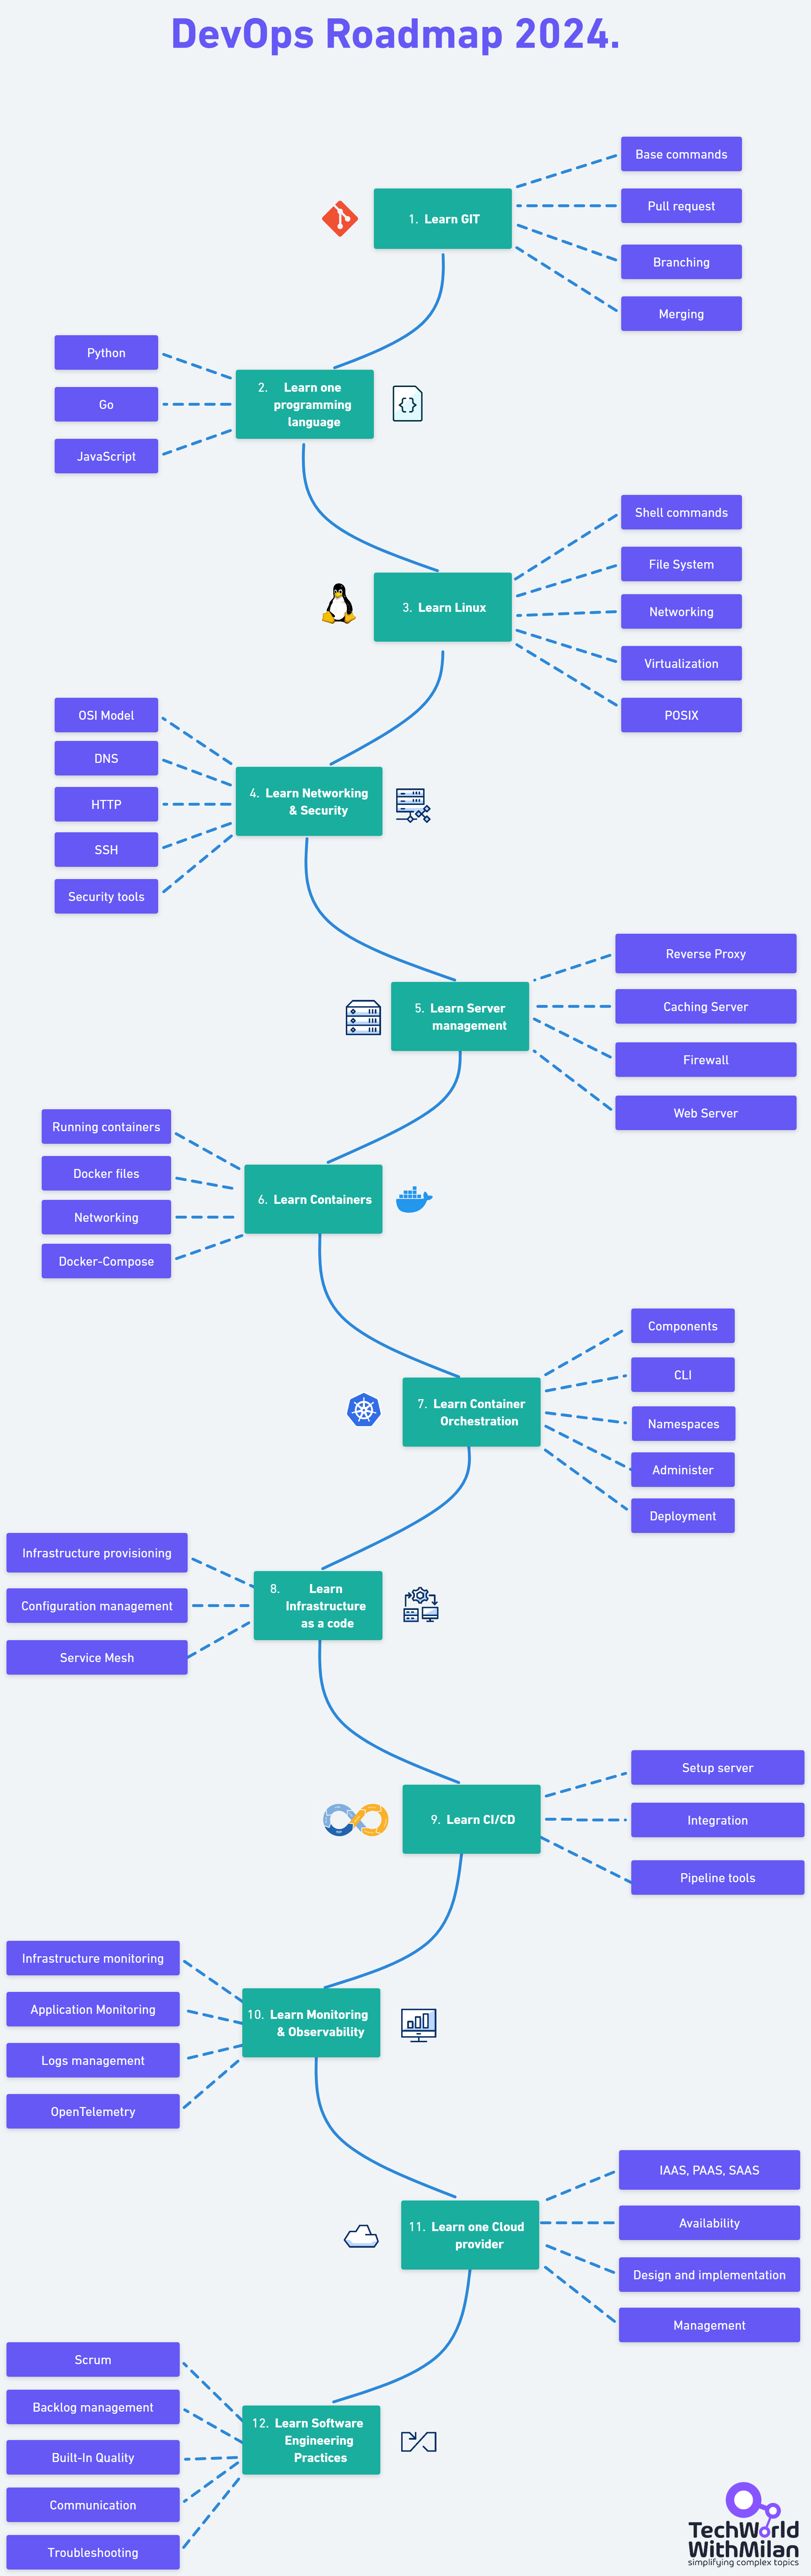 DevOps Roadmap 2024.
1. Learn GIT
Base commands
Pull request
Branching
Merging
2. Learn one
programming
language
Python
Go
JavaScript
3. Learn Linux
Shell commands
File System
Networking
Virtualization
POSIX
4. Learn Networking
& Security
OSI Model
DNS
HTTP
SSH
Security tools
5. Learn Server
management
Reverse Proxy
Caching Server
Firewall
Web Server
6. Learn Containers
Running containers
Docker files
Networking
Docker-Compose
7. Learn Container
Orchestration
Components
CLI
Namespaces
Administer
Deployment
8. Learn
Infrastructure
as a code
Infrastructure provisioning
Configuration management
Service Mesh
9. Learn CI/CD
Setup server
Integration
Pipeline tools
10. Learn Monitoring
& Observability
Infrastructure monitoring
Application Monitoring
Logs management
OpenTelemetry
11. Learn one Cloud
provider
IAAS, PAAS, SAAS
Availability
Design and implementation
Management
12. Learn Software
Engineering
Practices
Scrum
Backlog management
Built-In Quality
Communication
Troubleshooting
TechWorld
WithMilan
simplifying complex topics